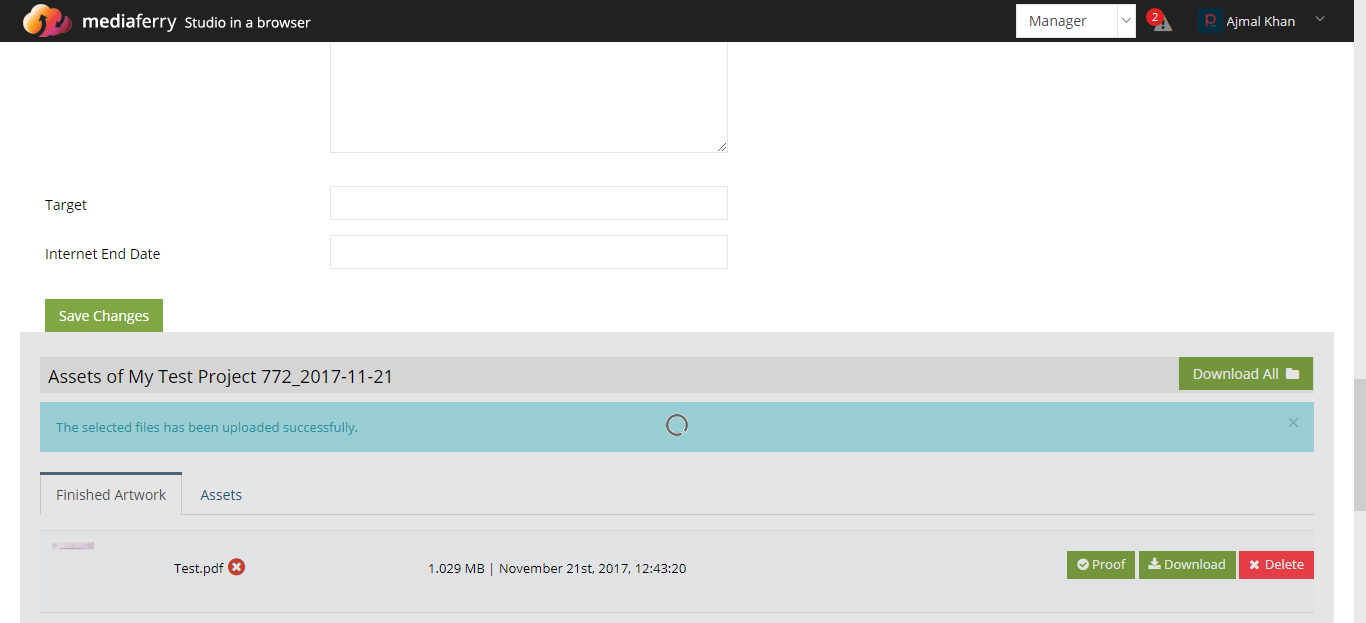 mediaferry Studio in a browser
Manager
2
Ajmal Khan
Target
Internet End Date
Save Changes
Assets of My Test Project 772_2017-11-21
Download All
The selected files has been uploaded successfully.
×
Finished Artwork
Assets
Test.pdf
1.029 MB | November 21st, 2017, 12:43:20
Proof
Download
Delete